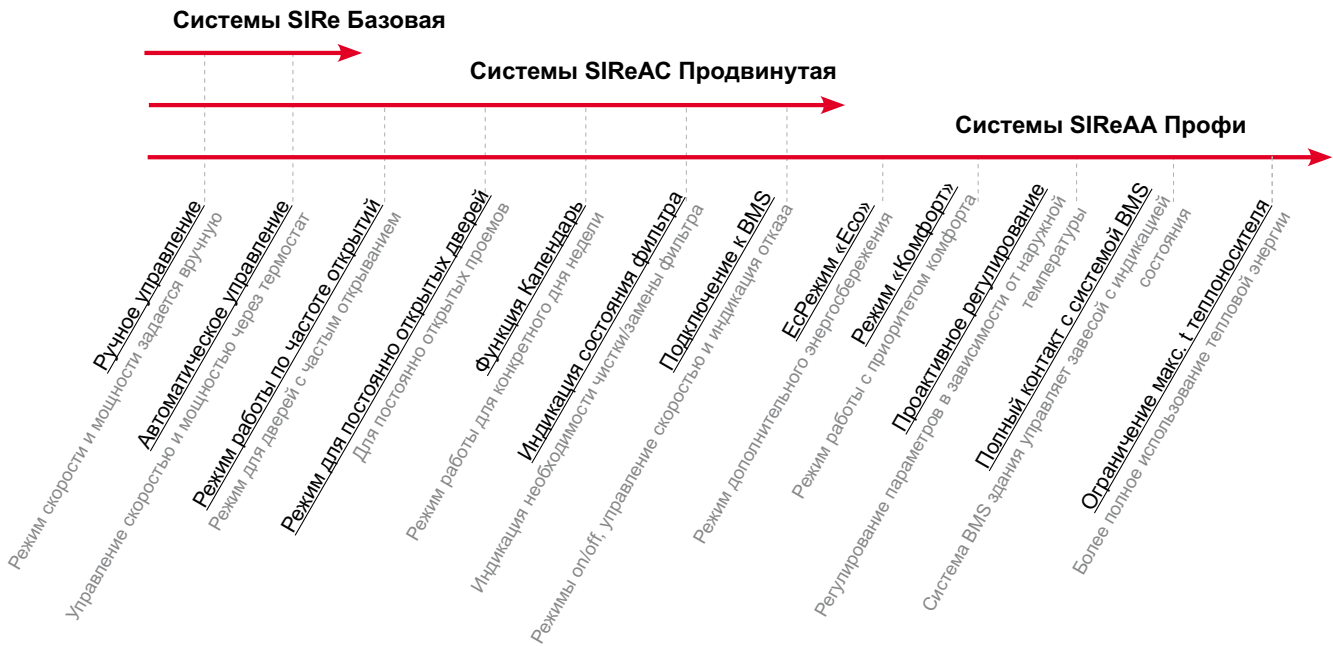 Системы SIRe Базовая
Системы SIReAC Продвинутая
Системы SIReAA Профи
Ручное управление
Режим скорости и мощности задается вручную
Автоматическое управление
Управление скоростью и мощностью через термостат
Режим работы по частоте открытий
Режим для дверей с частым открыванием
Режим для постоянно открытых дверей
Для постоянно открытых проемов
Функция Календарь
Режим работы для конкретного дня недели
Индикация состояния фильтра
Индикация необходимости чистки/замены фильтра
Подключение к BMS
Режимы on/off, управление скоростью и индикация отказа
EcРежим «Eco»
Режим дополнительного энергосбережения
Режим «Комфорт»
Режим работы с приоритетом комфорта
Проактивное регулирование
Регулирование параметров в зависимости от наружной
температуры
Полный контакт с системой BMS
Система BMS здания управляет завесой с индикацией
состояния
Ограничение макс. t теплоносителя
Более полное использование тепловой энергии